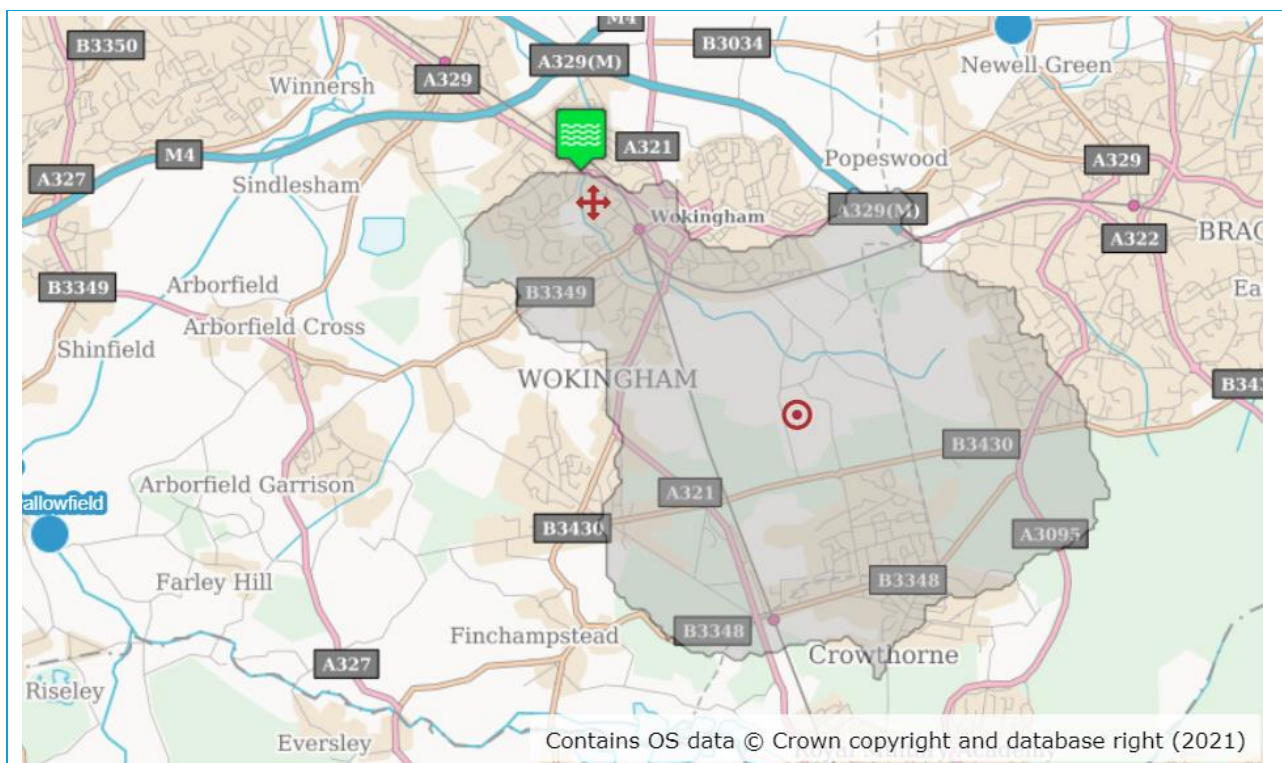 M4
B3350
B3034
A329(M)
Newell Green
A329
Winnersh
A321
M4
Popeswood
A329
A327
Sindlesham
Wokingham
A329(M)
A322
BRAC
B3349
Arborfield
B3349
Ea
Arborfield Cross
Shinfield
WOKINGHAM
B343
B3430
Arborfield Garrison
A321
allowfield
B3430
A3095
Farley Hill
B3348
Finchampstead
B3348
Crowthorne
A327
Riseley
Eversley
Contains OS data © Crown copyright and database right (2021)